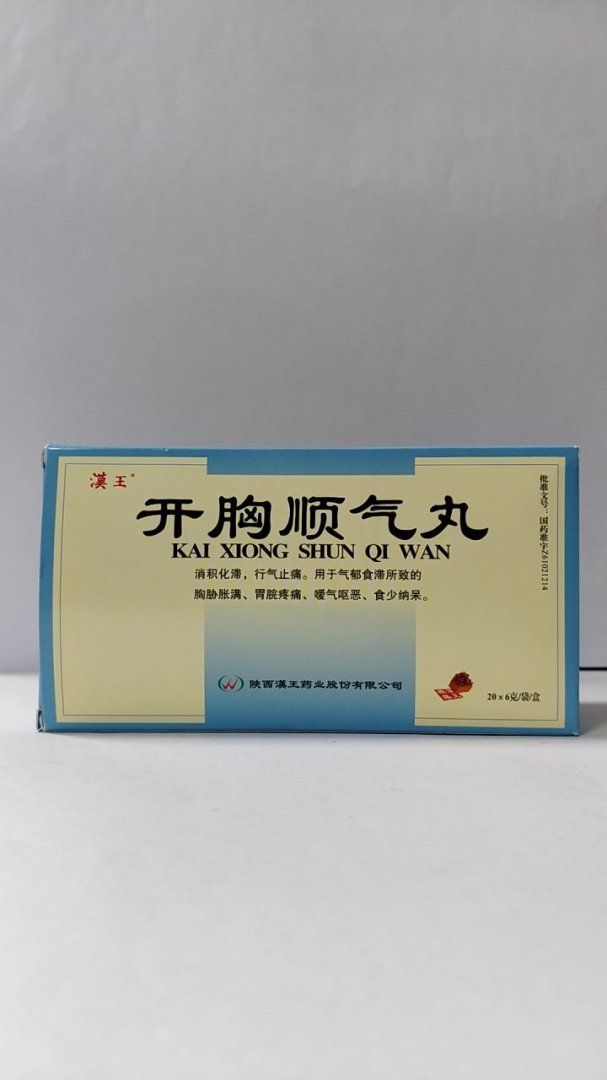 漢王®
开胸顺气丸
KAI XIONG SHUN QI WAN
消积化滞，行气止痛。用于气郁食滞所致的
胸胁胀满、胃脘疼痛、嗳气呕恶、食少纳呆。
批准文号：国药准字Z61021214
陕西漢王药业股份有限公司
20×6克/袋/盒